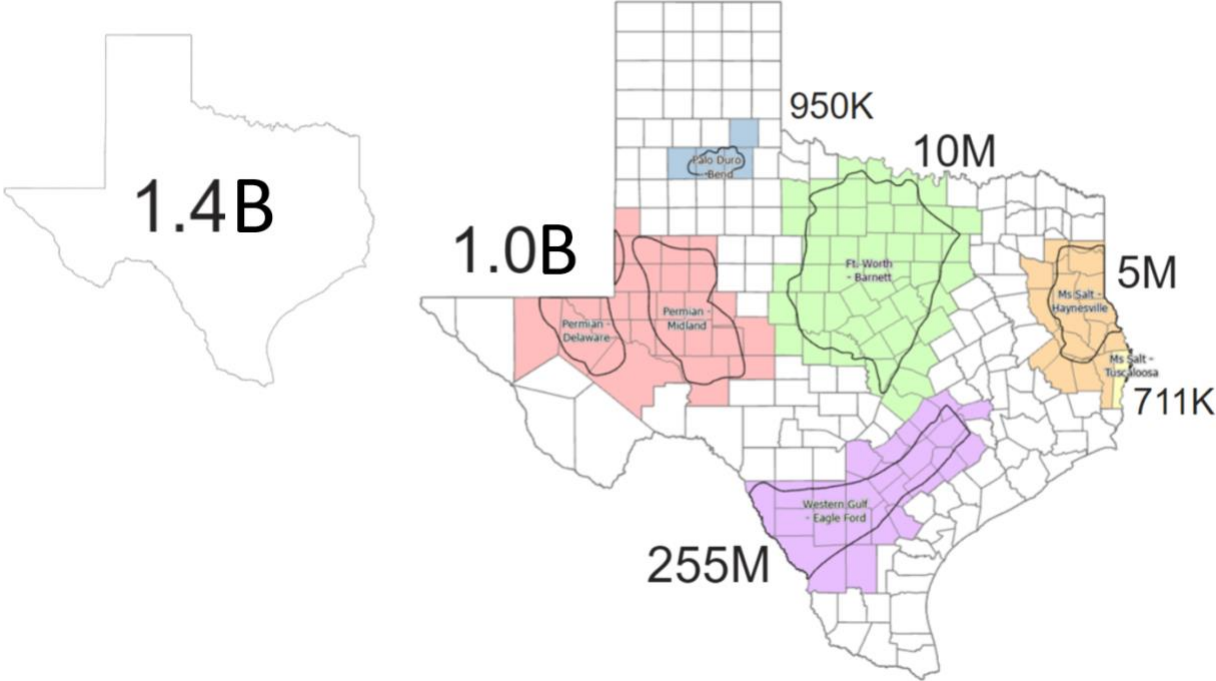 1.4B
950K
10M
Palo Duro
- Bend
1.0B
Ft. Worth
- Barnett
5M
Ms Salt -
Haynesville
Permian -
Delaware
Permian -
Midland
Ms Salt -
Tuscaloosa
711K
Western Gulf
- Eagle Ford
255M